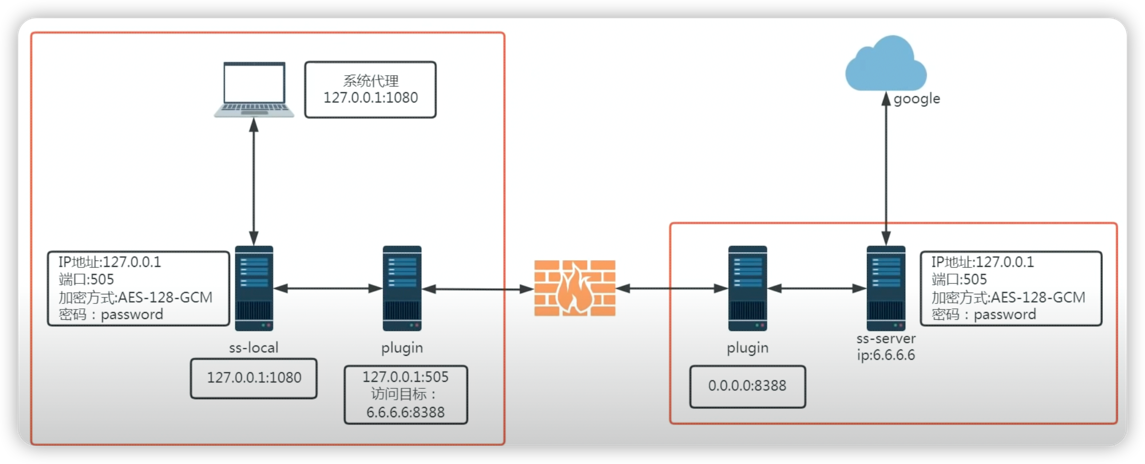 系统代理
127.0.0.1:1080
google
IP地址:127.0.0.1
端口:505
加密方式:AES-128-GCM
密码：password
ss-local
127.0.0.1:1080
plugin
127.0.0.1:505
访问目标：
6.6.6.6:8388
plugin
0.0.0.0:8388
ss-server
ip:6.6.6.6
IP地址:127.0.0.1
端口:505
加密方式:AES-128-GCM
密码：password